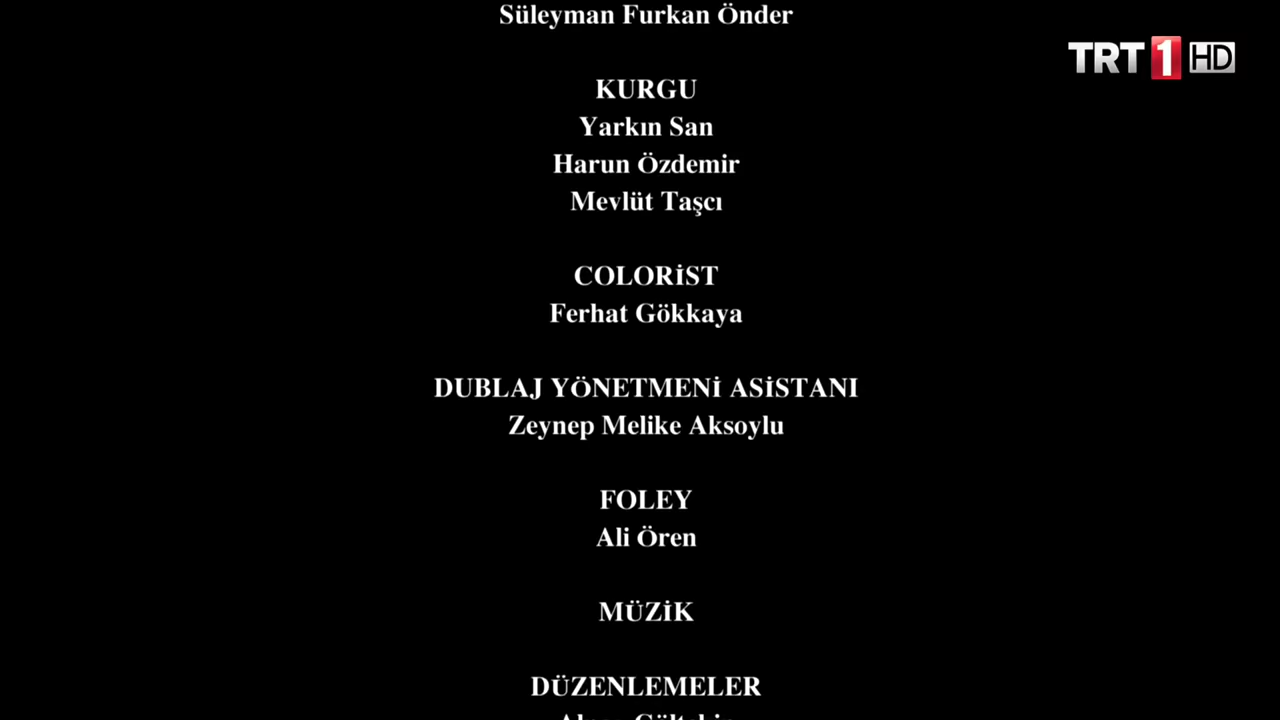 Süleyman Furkan Önder
TRT 1 HD
KURGU
Yarkın San
Harun Özdemir
Mevlüt Taşcı
COLORİST
Ferhat Gökkaya
DUBLAJ YÖNETMENİ ASİSTANI
Zeynep Melike Aksoylu
FOLEY
Ali Ören
MÜZİK
DÜZENLEMELER